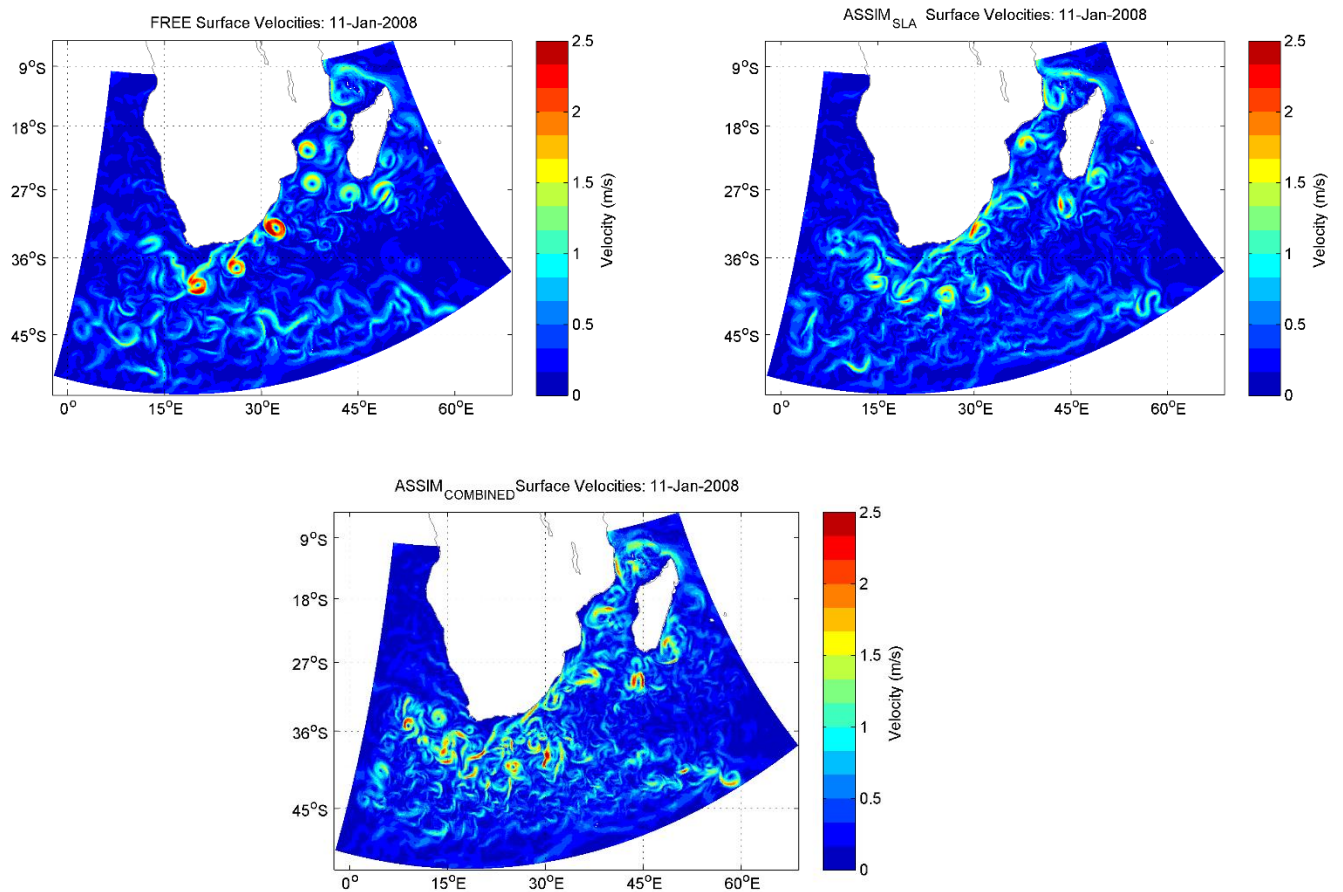 FREE Surface Velocities: 11-Jan-2008
9°S
18°S
27°S
36°S
45°S
0°
15°E
30°E
45°E
60°E
2.5
2
1.5
1
0.5
0
Velocity (m/s)
ASSIM_SLA Surface Velocities: 11-Jan-2008
9°S
18°S
27°S
36°S
45°S
0°
15°E
30°E
45°E
60°E
2.5
2
1.5
1
0.5
0
Velocity (m/s)
ASSIM_COMBINED Surface Velocities: 11-Jan-2008
9°S
18°S
27°S
36°S
45°S
0°
15°E
30°E
45°E
60°E
2.5
2
1.5
1
0.5
0
Velocity (m/s)